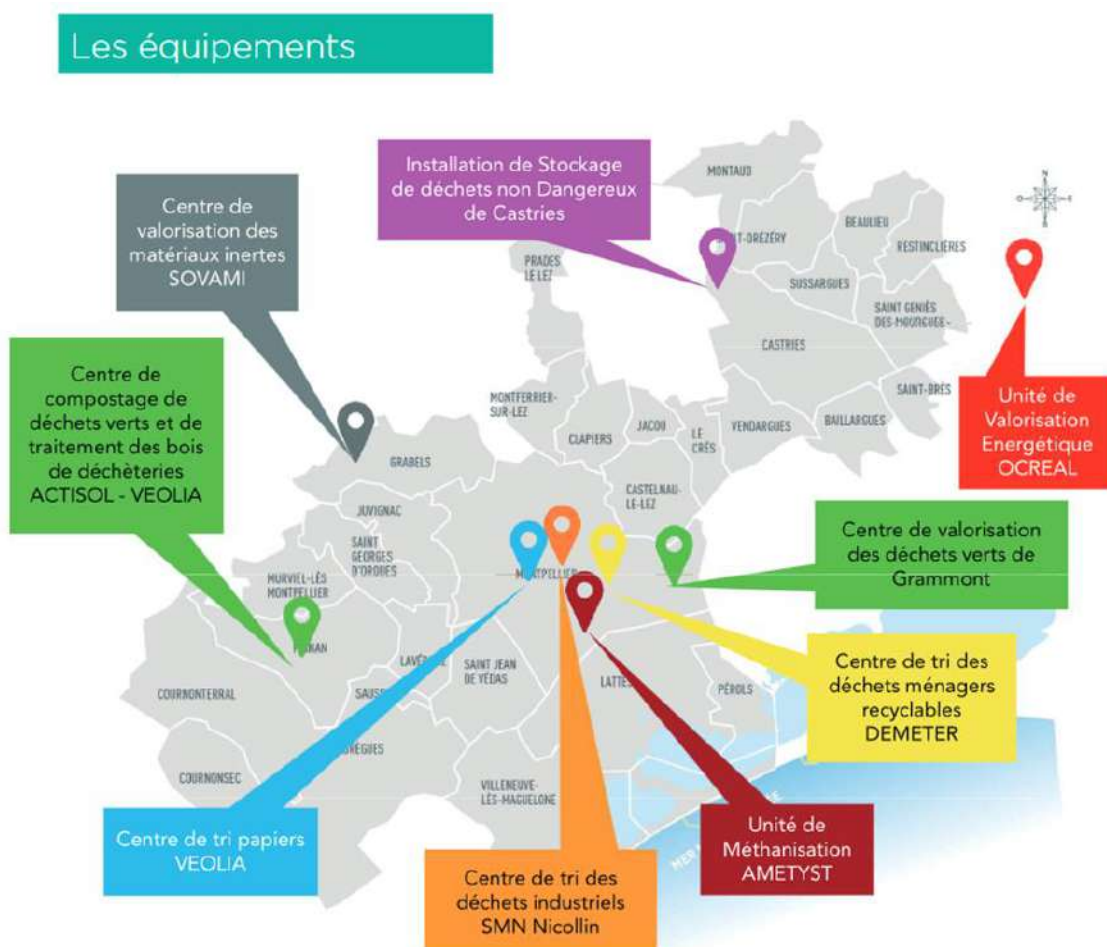 Les équipements
Installation de Stockage
de déchets non Dangereux
de Castries
Centre de
valorisation des
matériaux inertes
SOVAMI
Centre de
compostage de
déchets verts et de
traitement des bois
de déchèteries
ACTISOL - VEOLIA
MONTAUD
BEAULIEU
RESTINCLIÈRES
PRADES
LE LEZ
SUSSARGUES
SAINT GENIÈS
DES-MOURGUE-
CASTRIES
N
O
E
S
Unité de
Valorisation
Energétique
OCREAL
MONTFERRIER-
SUR-LEZ
CLAPIERS
JACOU
LE
CRÈS
VENDARGUES
BAILLARGUES
SAINT-BRÈS
GRABELS
CASTELNAU-
LE-LEZ
JUVIGNAC
SAINT
GEORGES
D'ORQUES
MURVIEL-LÈS
MONTPELLIER
MONTPELLIER
Centre de valorisation
des déchets verts de
Grammont
COURNONTERRAL
SAINT JEAN
DE VÉDAS
LATTES
PÉROLS
Centre de tri des
déchets ménagers
recyclables
DEMETER
COURNONSEC
VILLENEUVE-
LÈS-MAGUELONE
MER
Centre de tri papiers
VEOLIA
Centre de tri des
déchets industriels
SMN Nicollin
Unité de
Méthanisation
AMETYST